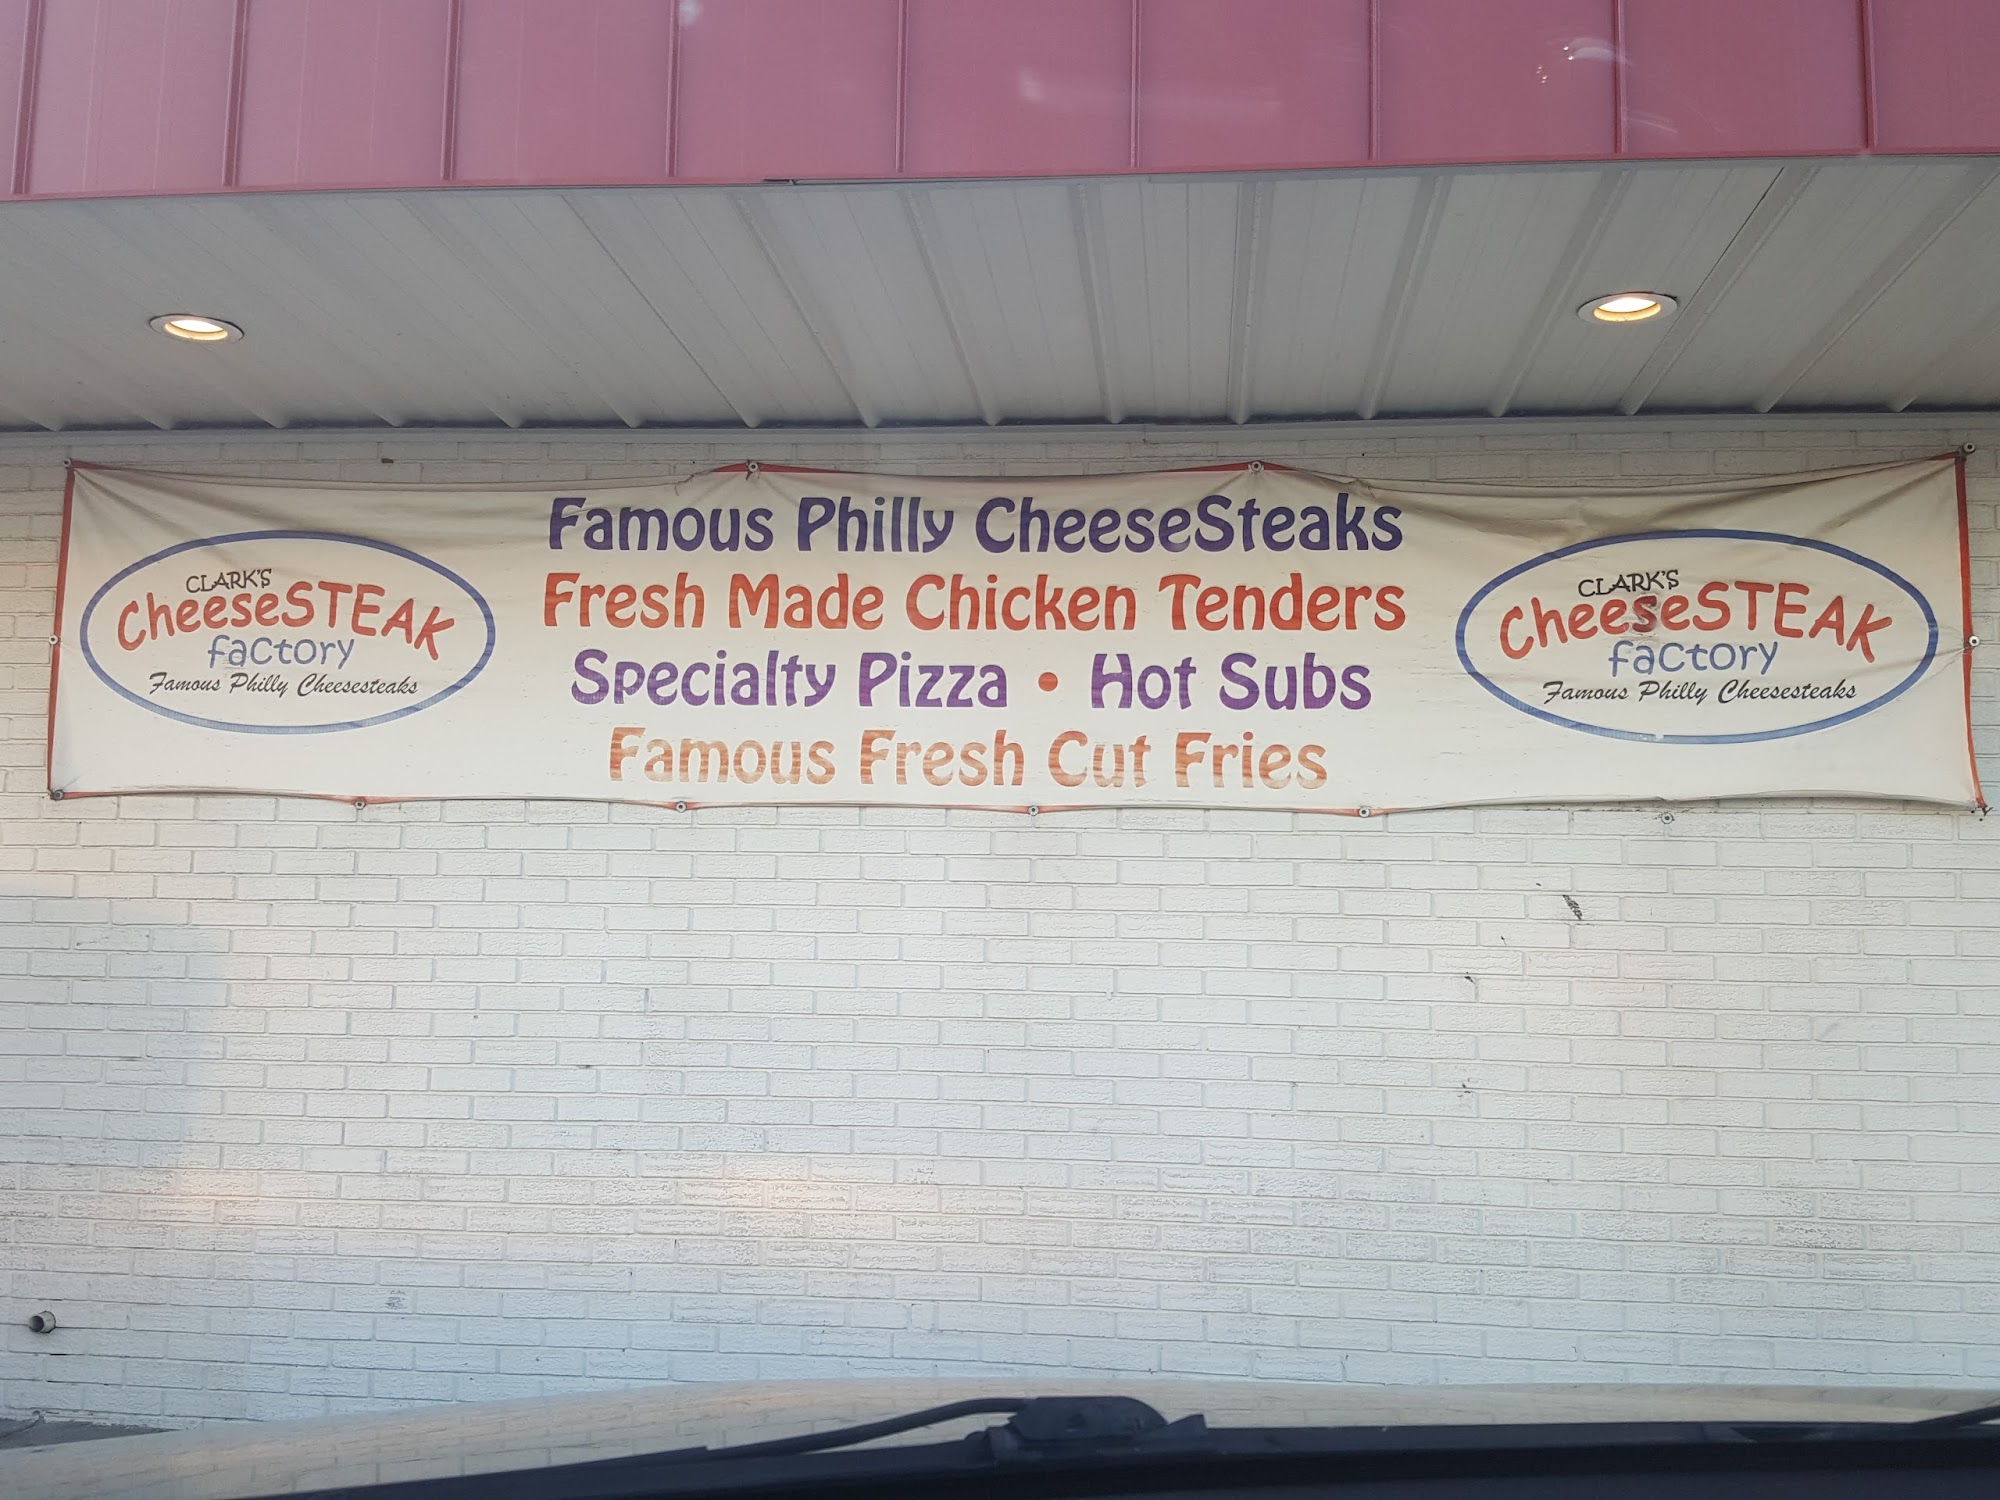 CLARK'S
CheeseSTEAK
factory
Famous Philly Cheesesteaks
Famous Philly CheeseSteaks
Fresh Made Chicken Tenders
Specialty Pizza • Hot Subs
Famous Fresh Cut Fries
CLARK'S
CheeseSTEAK
factory
Famous Philly Cheesesteaks